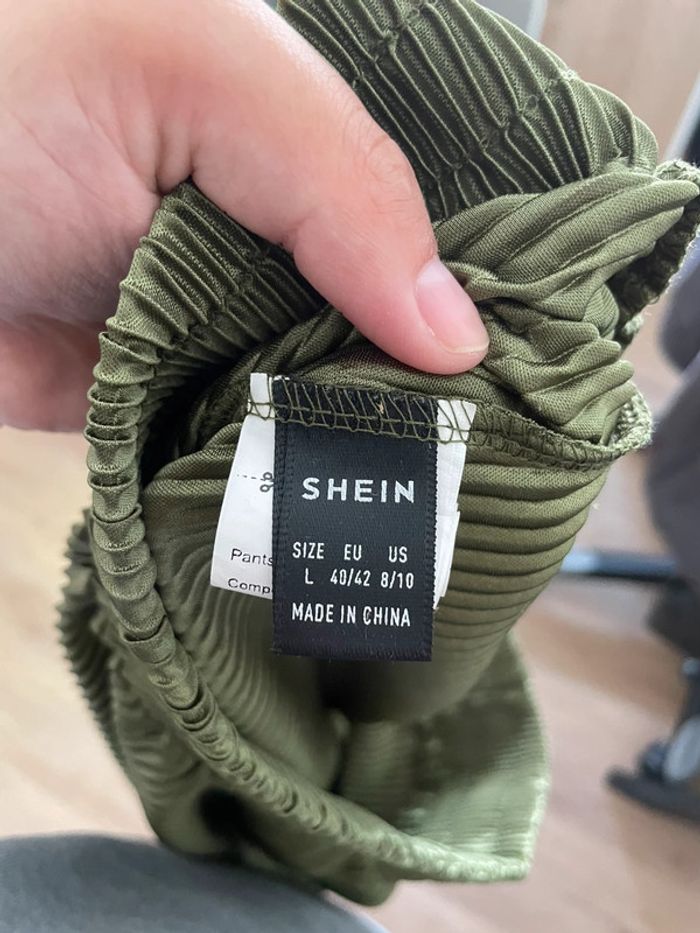 SHEIN
SIZE EU US
L 40/42 8/10
MADE IN CHINA
Pants
Comp